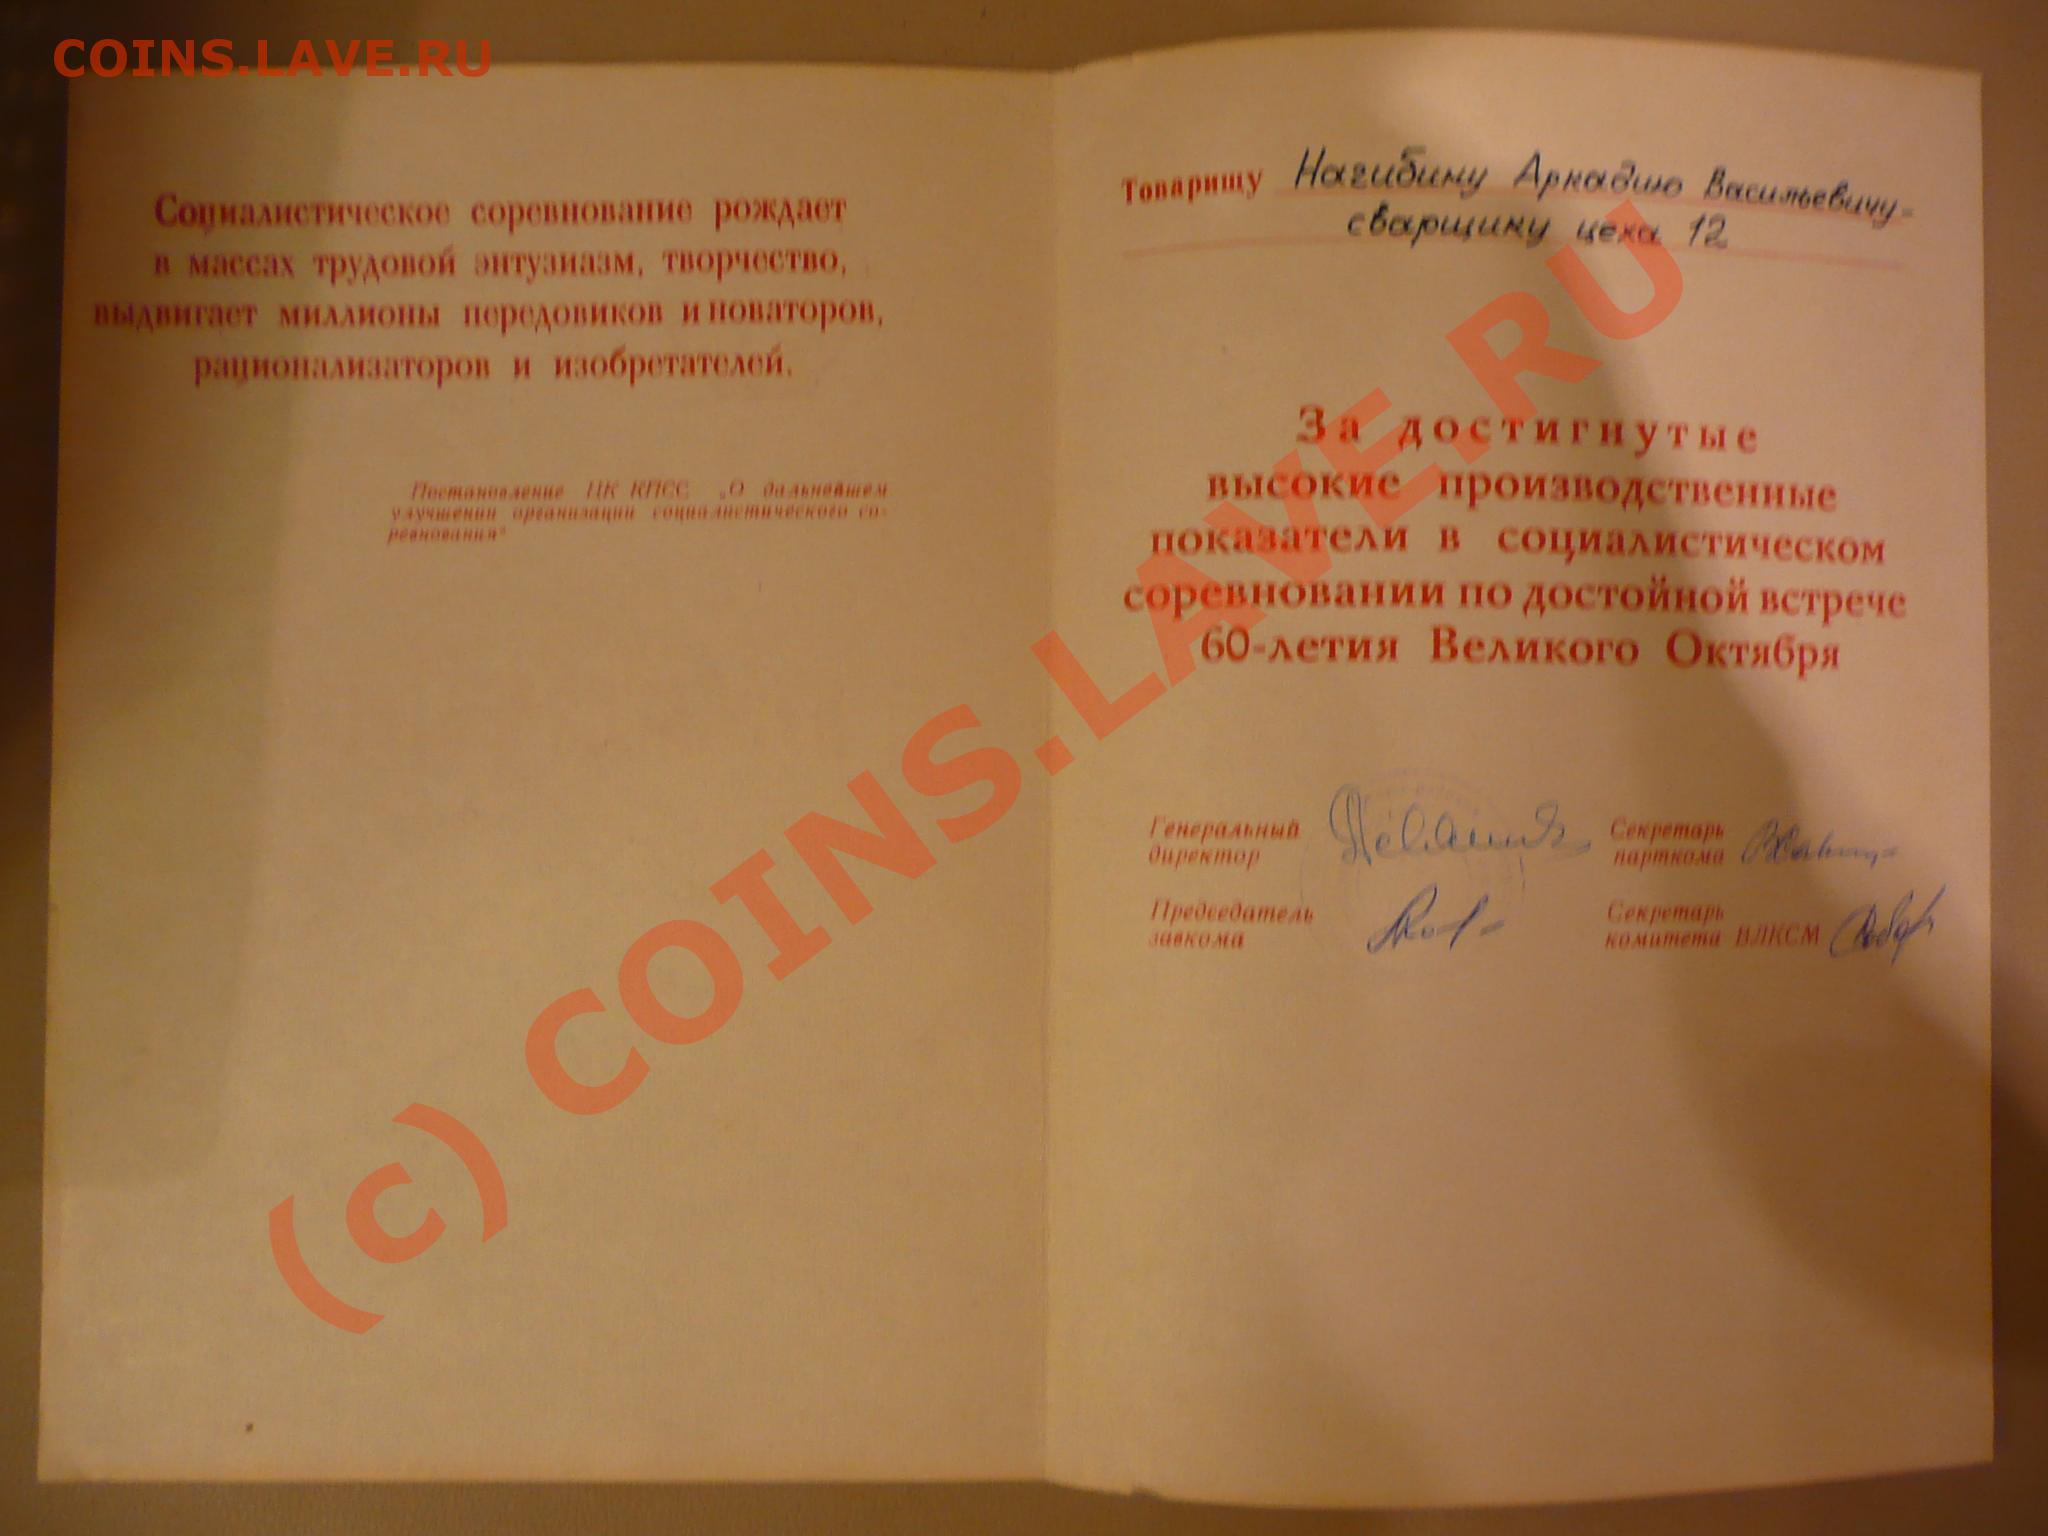 COINS.LAVE.RU
Социалистическое соревнование рождает
в массах трудовой энтузиазм, творчество,
выдвигает миллионы передовиков и новаторов,
рационализаторов и изобретателей.
Постановление ЦК КПСС „О дальнейшем
улучшении организации социалистического со-
ревнования"
Товарищу Нагибину Аркадию Васильевичу-
сварщику цеха 12
За достигнутые
высокие производственные
показатели в социалистическом
соревновании по достойной встрече
60-летия Великого Октября
Генеральный
директор
Секретарь
парткома
Председатель
завкома
Секретарь
комитета ВЛКСМ
(c) COINS.LAVE.RU